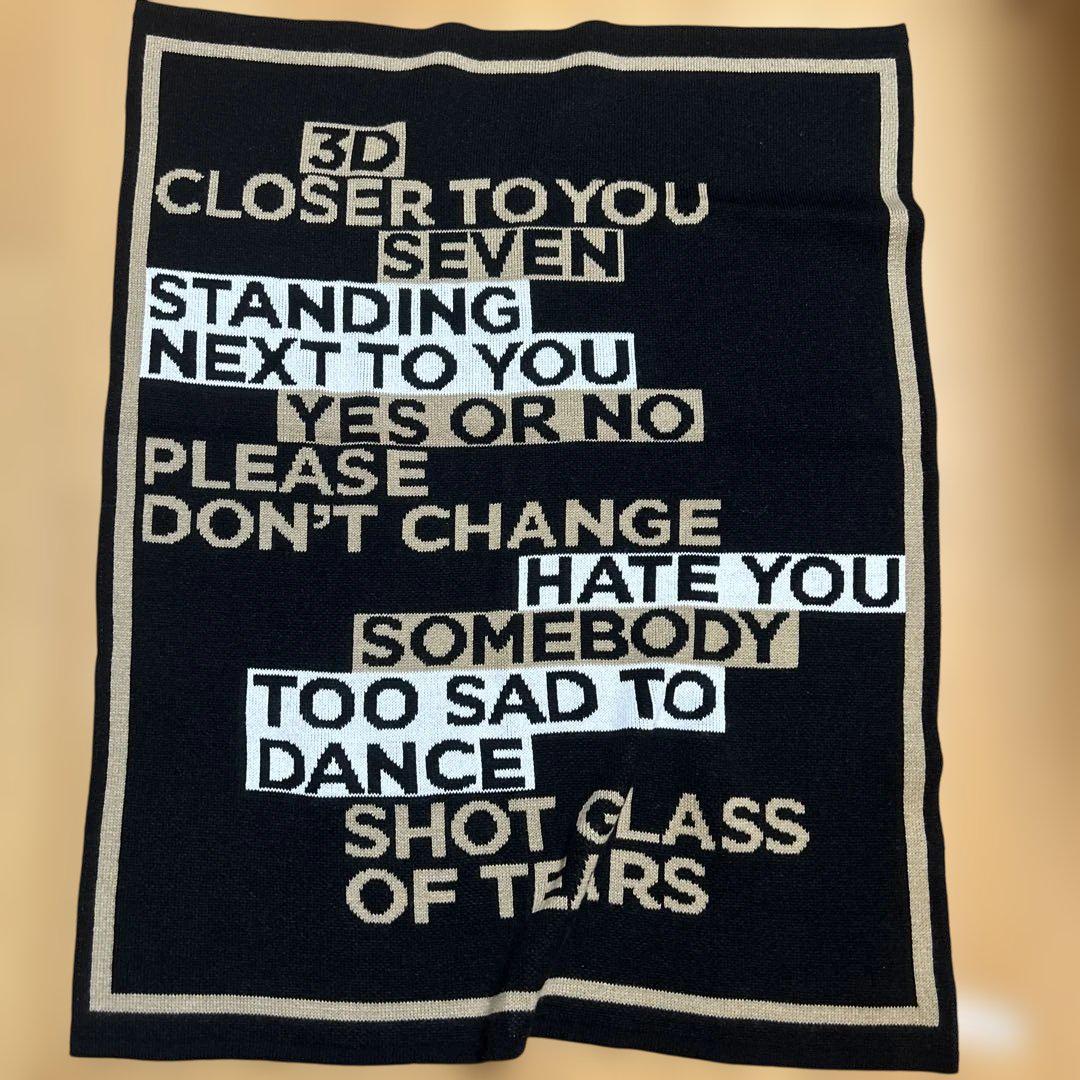 3D
CLOSER TO YOU
SEVEN
STANDING
NEXT TO YOU
YES OR NO
PLEASE
DON'T CHANGE
HATE YOU
SOMEBODY
TOO SAD TO
DANCE
SHOT GLASS
OF TEARS